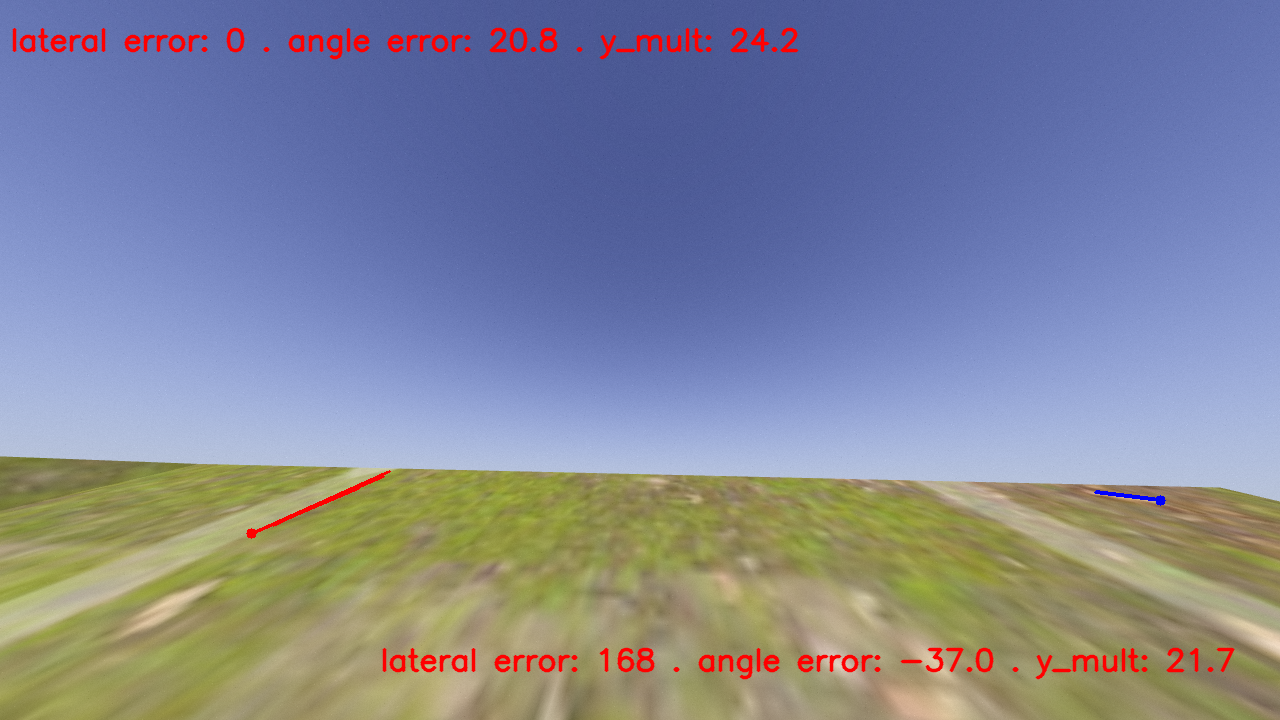 lateral error: 0 . angle error: 20.8 . y_mult: 24.2
lateral error: 168 . angle error: -37.0 . y_mult: 21.7